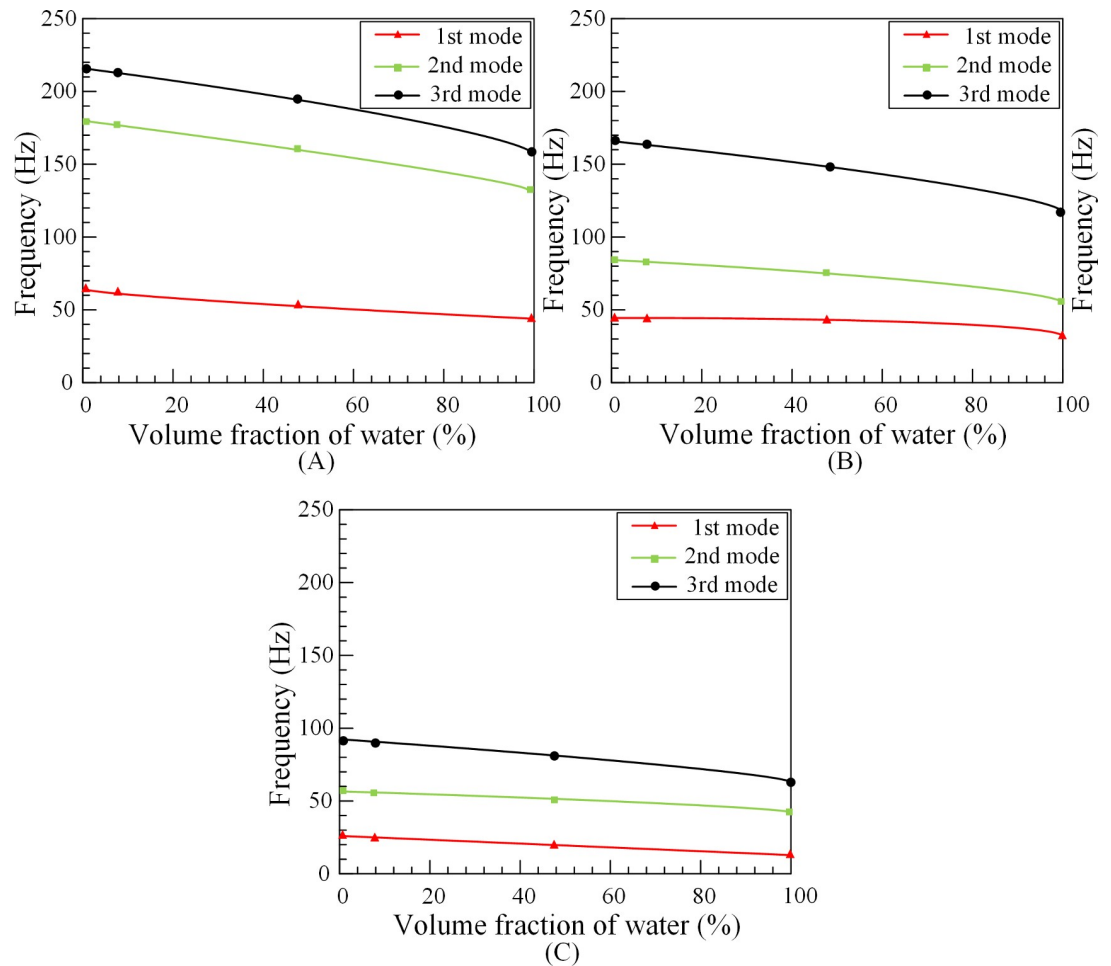 250
200
150
100
50
0
Frequency (Hz)
1st mode
2nd mode
3rd mode
0 20 40 60 80 100
Volume fraction of water (%)
(A)
250
200
150
100
50
0
Frequency (Hz)
1st mode
2nd mode
3rd mode
0 20 40 60 80 100
Volume fraction of water (%)
(B)
Frequency (Hz)
250
200
150
100
50
0
Frequency (Hz)
1st mode
2nd mode
3rd mode
0 20 40 60 80 100
Volume fraction of water (%)
(C)